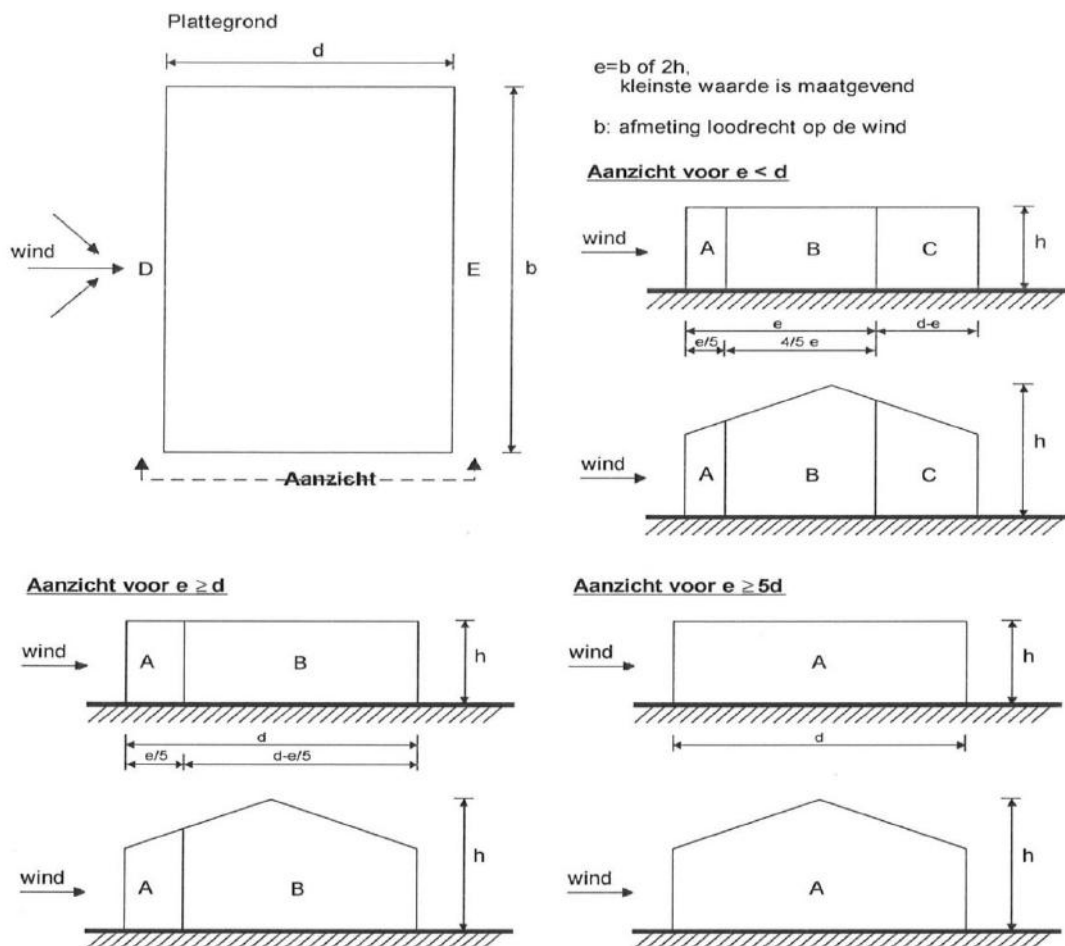 Plattegrond
d
e=b of 2h,
kleinste waarde is maatgevend
b: afmeting loodrecht op de wind
wind
D
E
b
Aanzicht
Aanzicht voor e < d
wind
A
B
C
h
e
d-e
e/5
4/5 e
wind
A
B
C
h
Aanzicht voor e ≥ d
wind
A
B
h
d
e/5
d-e/5
wind
A
B
h
Aanzicht voor e ≥ 5d
wind
A
h
d
wind
A
h